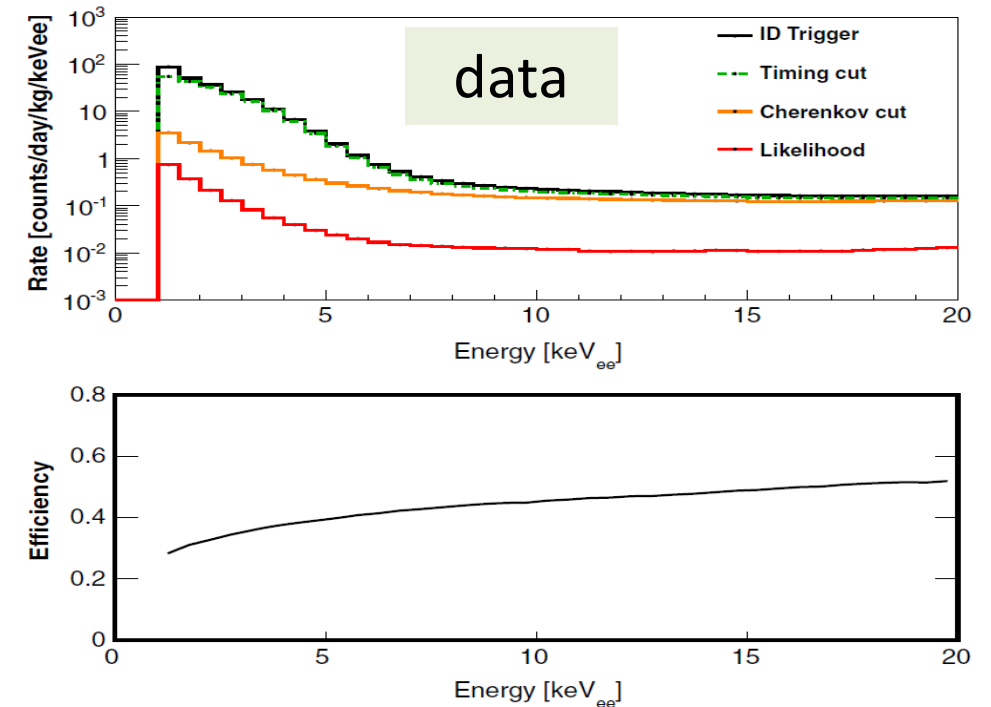 data
ID Trigger
Timing cut
Cherenkov cut
Likelihood
Rate [counts/day/kg/keVee]
10³
10²
10
1
10⁻¹
10⁻²
10⁻³
0 5 10 15 20
Energy [keVₑₑ]
Efficiency
0.8
0.6
0.4
0.2
0
0 5 10 15 20
Energy [keVₑₑ]